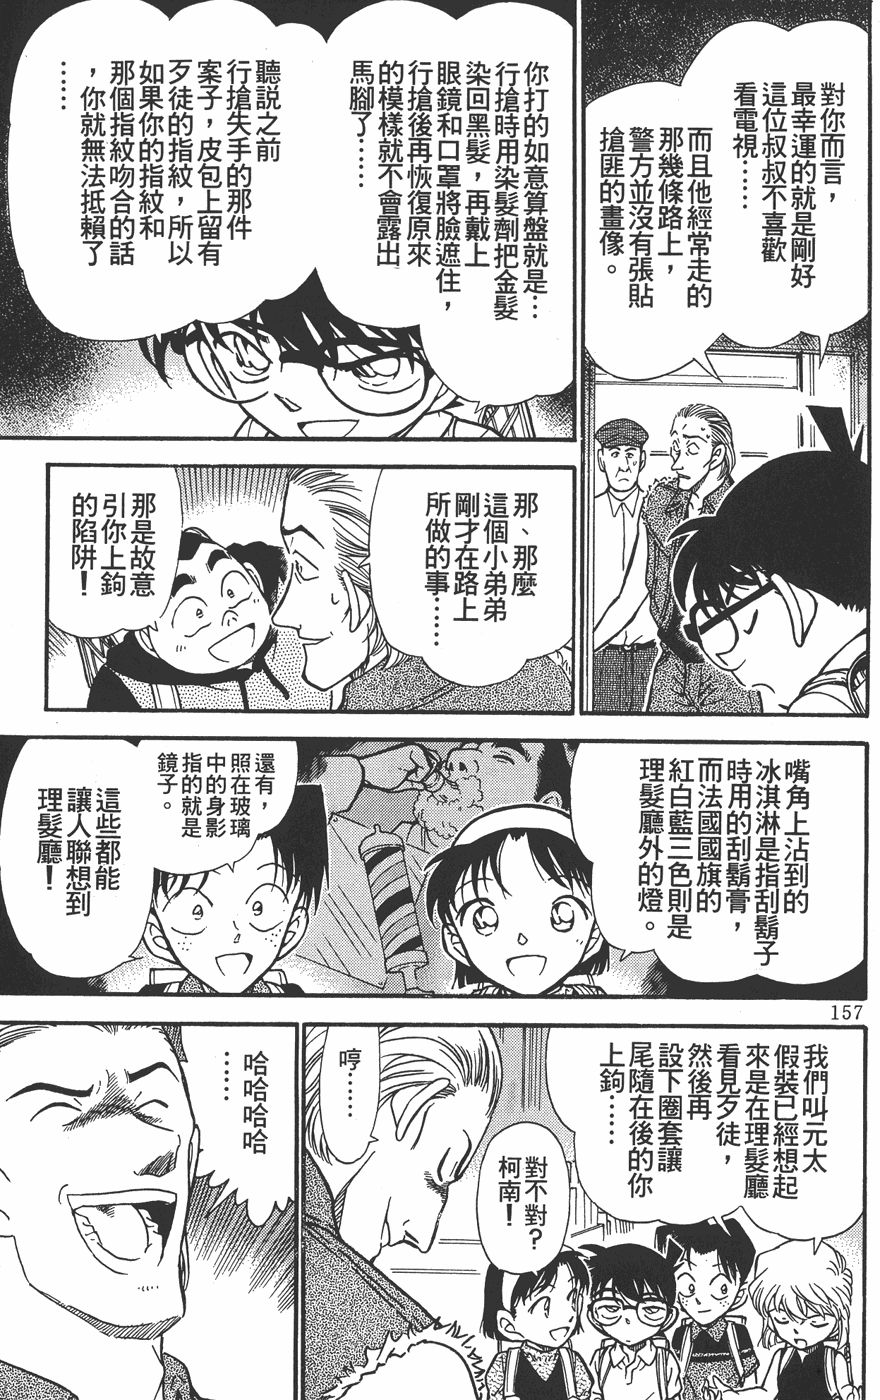 對你而言，
最幸運的就是剛好
這位叔叔不喜歡
看電視……
而且他經常走的
那幾條路上，
警方並沒有張貼
搶匪的畫像。
你打的如意算盤就是…
行搶時用染髮劑把金髮
染回黑髮，再戴上
眼鏡和口罩將臉遮住，
行搶後再恢復原來
的模樣就不會露出
馬腳了……
聽說之前
行搶失手的那件
案子，皮包上留有
歹徒的指紋，所以
如果你的指紋和
那個指紋吻合的話
，你就無法抵賴了
……
那、那麼
這個小弟弟
剛才在路上
所做的事……
那是故意
引你上鉤
的陷阱！
嘴角上沾到的
冰淇淋是指刮鬍子
時用的刮鬍膏，
而法國國旗的
紅白藍三色則是
理髮廳外的燈。
還有，
照在玻璃
中的身影
指的就是
鏡子。
這些都能
讓人聯想到
理髮廳！
157
我們叫元太
假裝已經想起
來是在理髮廳
看見歹徒，
然後再
設下圈套讓
尾隨在後的你
上鉤……
對不對？
柯南！
哼……
哈哈哈哈
……